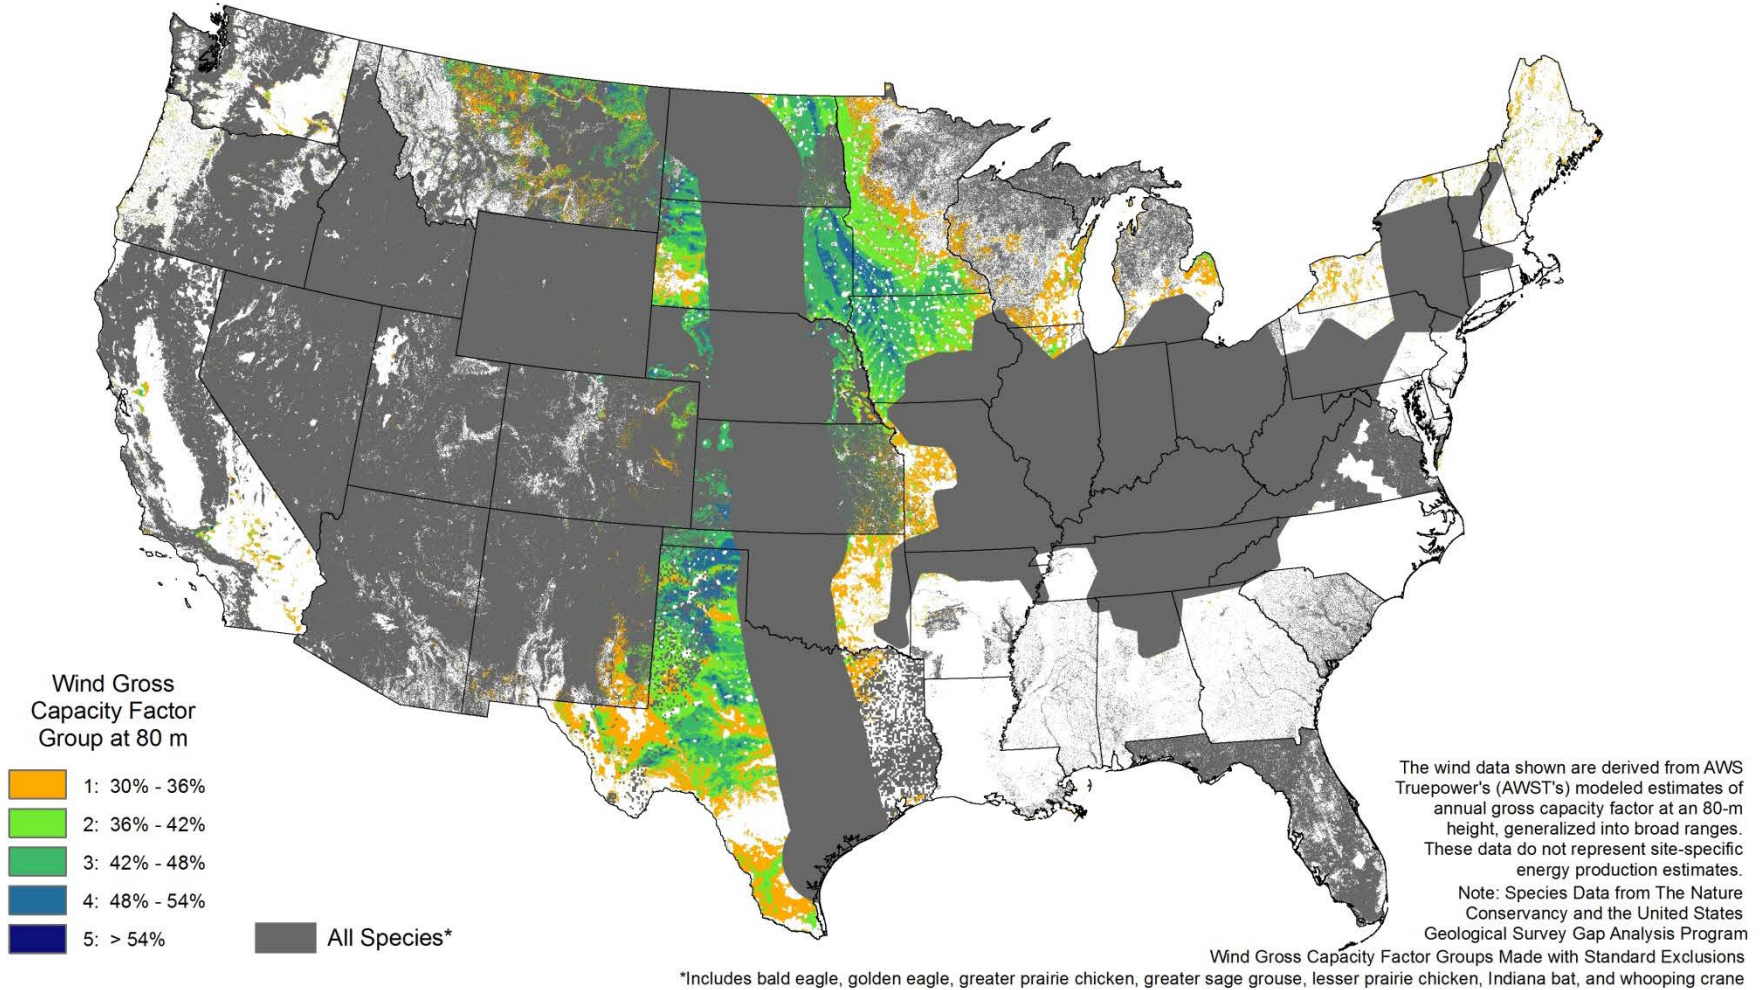 Wind Gross
Capacity Factor
Group at 80 m
1: 30% - 36%
2: 36% - 42%
3: 42% - 48%
4: 48% - 54%
5: > 54%
All Species*
The wind data shown are derived from AWS
Truepower's (AWST's) modeled estimates of
annual gross capacity factor at an 80-m
height, generalized into broad ranges.
These data do not represent site-specific
energy production estimates.
Note: Species Data from The Nature
Conservancy and the United States
Geological Survey Gap Analysis Program
Wind Gross Capacity Factor Groups Made with Standard Exclusions
*Includes bald eagle, golden eagle, greater prairie chicken, greater sage grouse, lesser prairie chicken, Indiana bat, and whooping crane